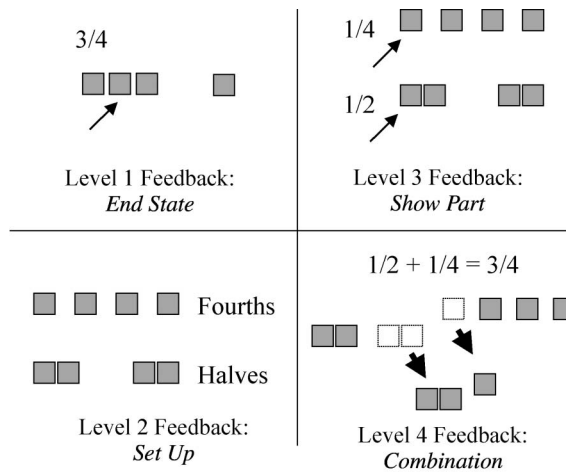 3/4
Level 1 Feedback:
End State
1/4
1/2
Level 3 Feedback:
Show Part
Fourths
Halves
Level 2 Feedback:
Set Up
1/2 + 1/4 = 3/4
Level 4 Feedback:
Combination